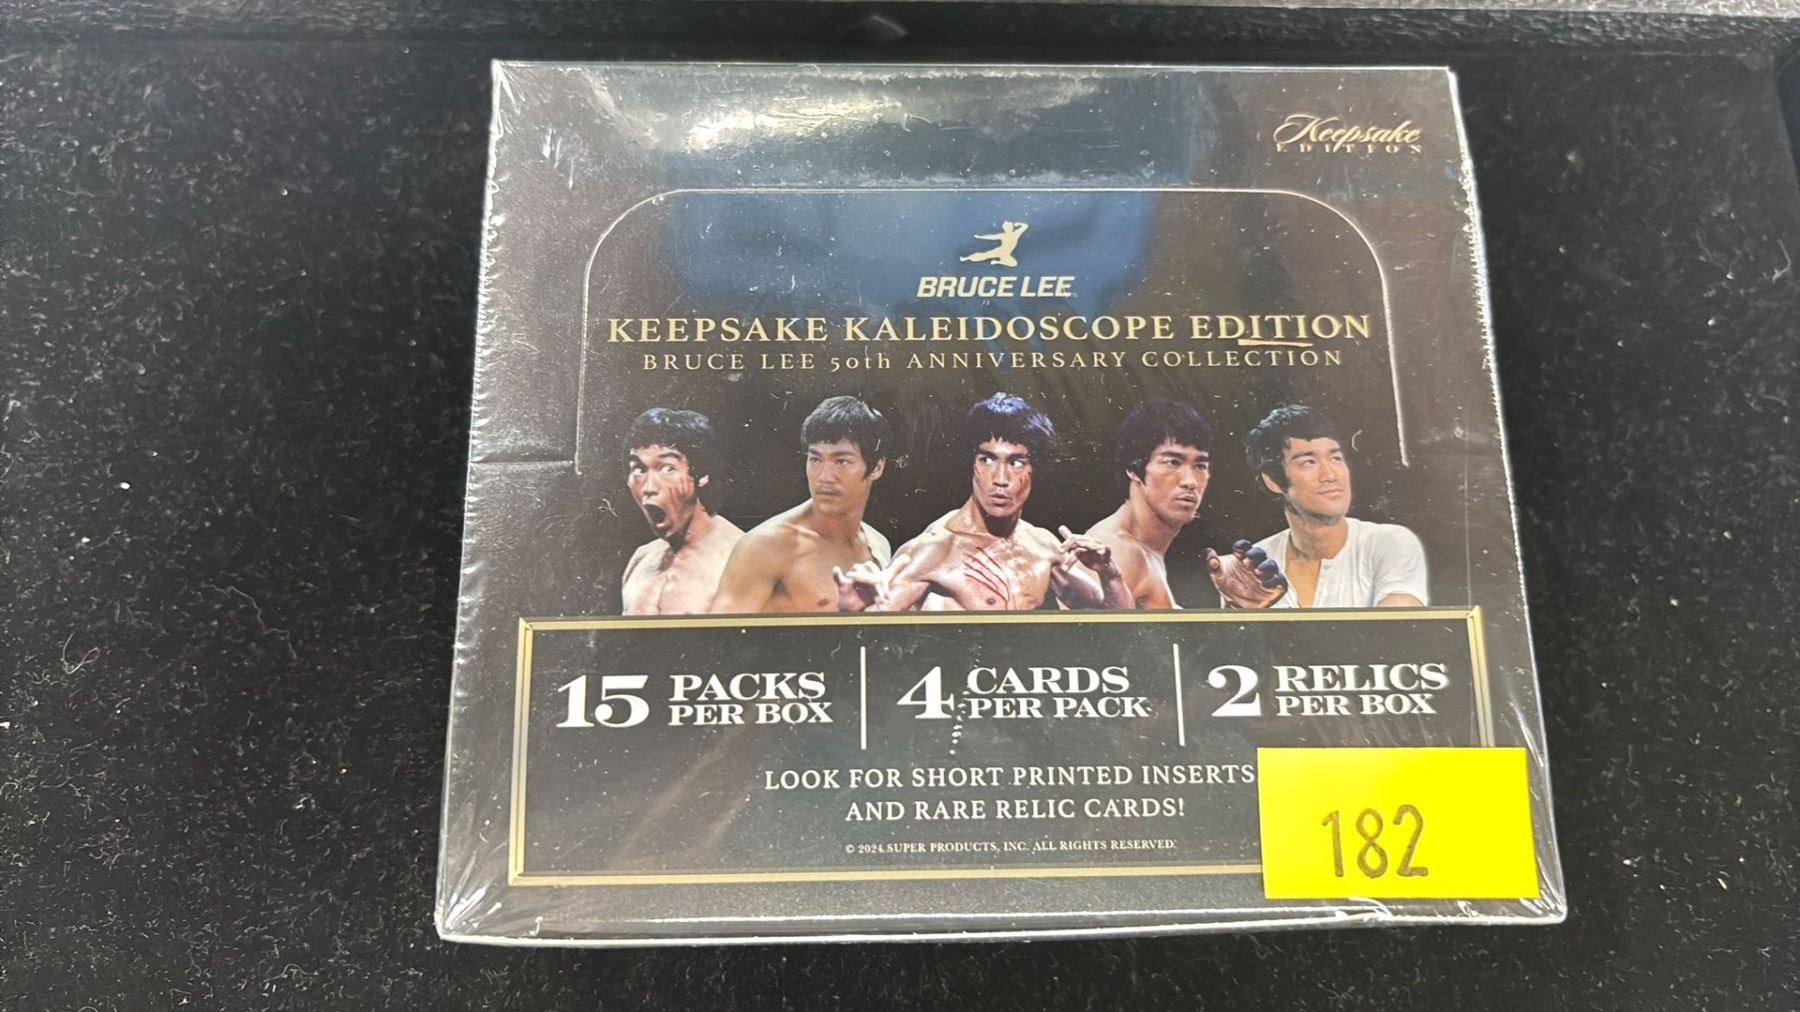 Keepsake
EDITION
BRUCE LEE
KEEPSAKE KALEIDOSCOPE EDITION
BRUCE LEE 50th ANNIVERSARY COLLECTION
15 PACKS PER BOX
4 CARDS PER PACK
2 RELICS PER BOX
LOOK FOR SHORT PRINTED INSERTS
AND RARE RELIC CARDS!
© 2024 SUPER PRODUCTS, INC. ALL RIGHTS RESERVED.
182